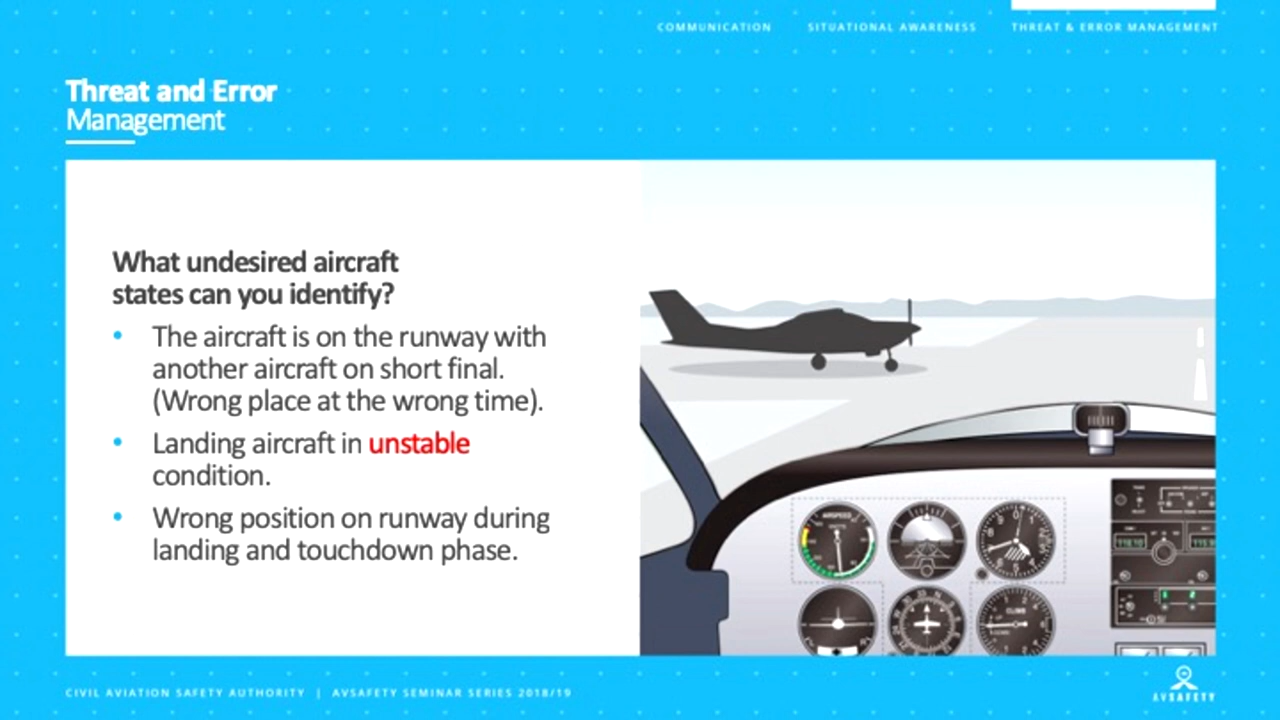 COMMUNICATION SITUATIONAL AWARENESS THREAT & ERROR MANAGEMENT
Threat and Error
Management
What undesired aircraft
states can you identify?
• The aircraft is on the runway with
another aircraft on short final.
(Wrong place at the wrong time).
• Landing aircraft in unstable
condition.
• Wrong position on runway during
landing and touchdown phase.
AIRSPEED
CLIMB
CIVIL AVIATION SAFETY AUTHORITY | AVSAFETY SEMINAR SERIES 2018/19
AVSAFETY